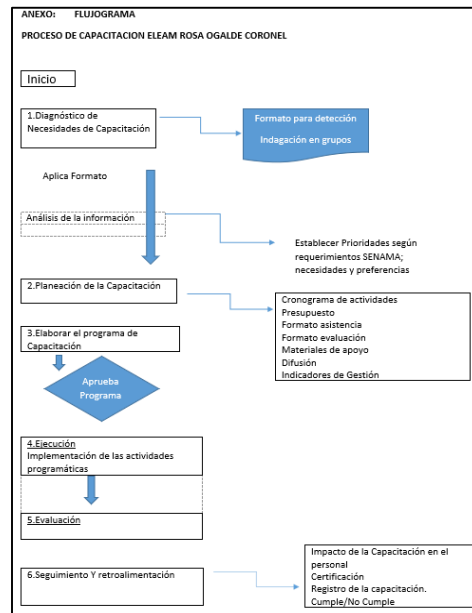 ANEXO: FLUJOGRAMA
PROCESO DE CAPACITACION ELEAM ROSA OGALDE CORONEL
Inicio
1.Diagnóstico de
Necesidades de Capacitación
Formato para detección
Indagación en grupos
Aplica Formato
Análisis de la información
Establecer Prioridades según
requerimientos SENAMA;
necesidades y preferencias
2.Planeación de la Capacitación
Cronograma de actividades
Presupuesto
Formato asistencia
Formato evaluación
Materiales de apoyo
Difusión
Indicadores de Gestión
3.Elaborar el programa de
Capacitación
Aprueba
Programa
4.Ejecución
Implementación de las actividades
programáticas
5.Evaluación
6.Seguimiento Y retroalimentación
Impacto de la Capacitación en el
personal
Certificación
Registro de la capacitación.
Cumple/No Cumple